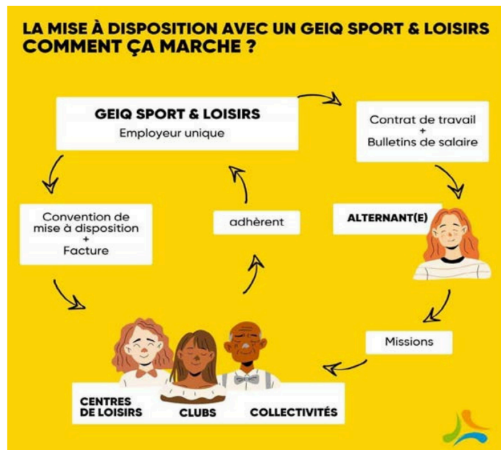 LA MISE À DISPOSITION AVEC UN GEIQ SPORT & LOISIRS
COMMENT ÇA MARCHE ?
GEIQ SPORT & LOISIRS
Employeur unique
Contrat de travail
+
Bulletins de salaire
Convention de
mise à disposition
+
Facture
adhèrent
ALTERNANT(E)
Missions
CENTRES
DE LOISIRS
CLUBS
COLLECTIVITÉS